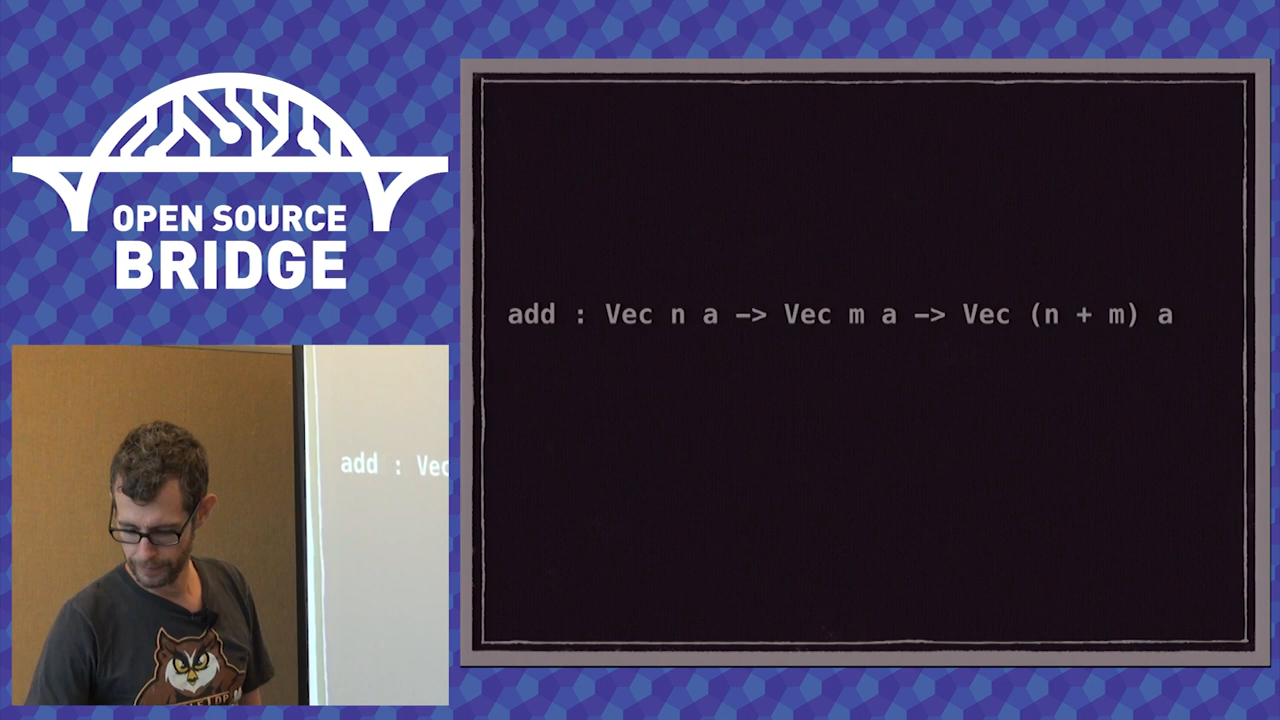 OPEN SOURCE
BRIDGE
add : Vec n a -> Vec m a -> Vec (n + m) a
add : Vec